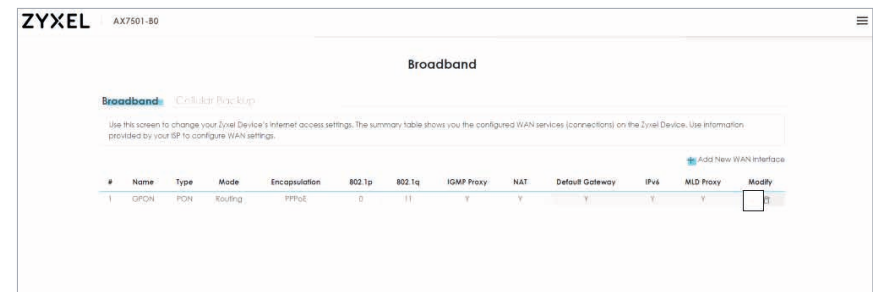 ZYXEL AX7501-B0
Broadband
Broadband Cellular Backup
Use this screen to change your Zyxel Device's Internet access settings. The summary table shows you the configured WAN services (connections) on the Zyxel Device. Use information
provided by your ISP to configure WAN settings.
Add New WAN Interface
# Name Type Mode Encapsulation 802.1p 802.1q IGMP Proxy NAT Default Gateway IPv6 MLD Proxy Modify
1 GPON PON Routing PPPoE 0 11 Y Y Y Y Y